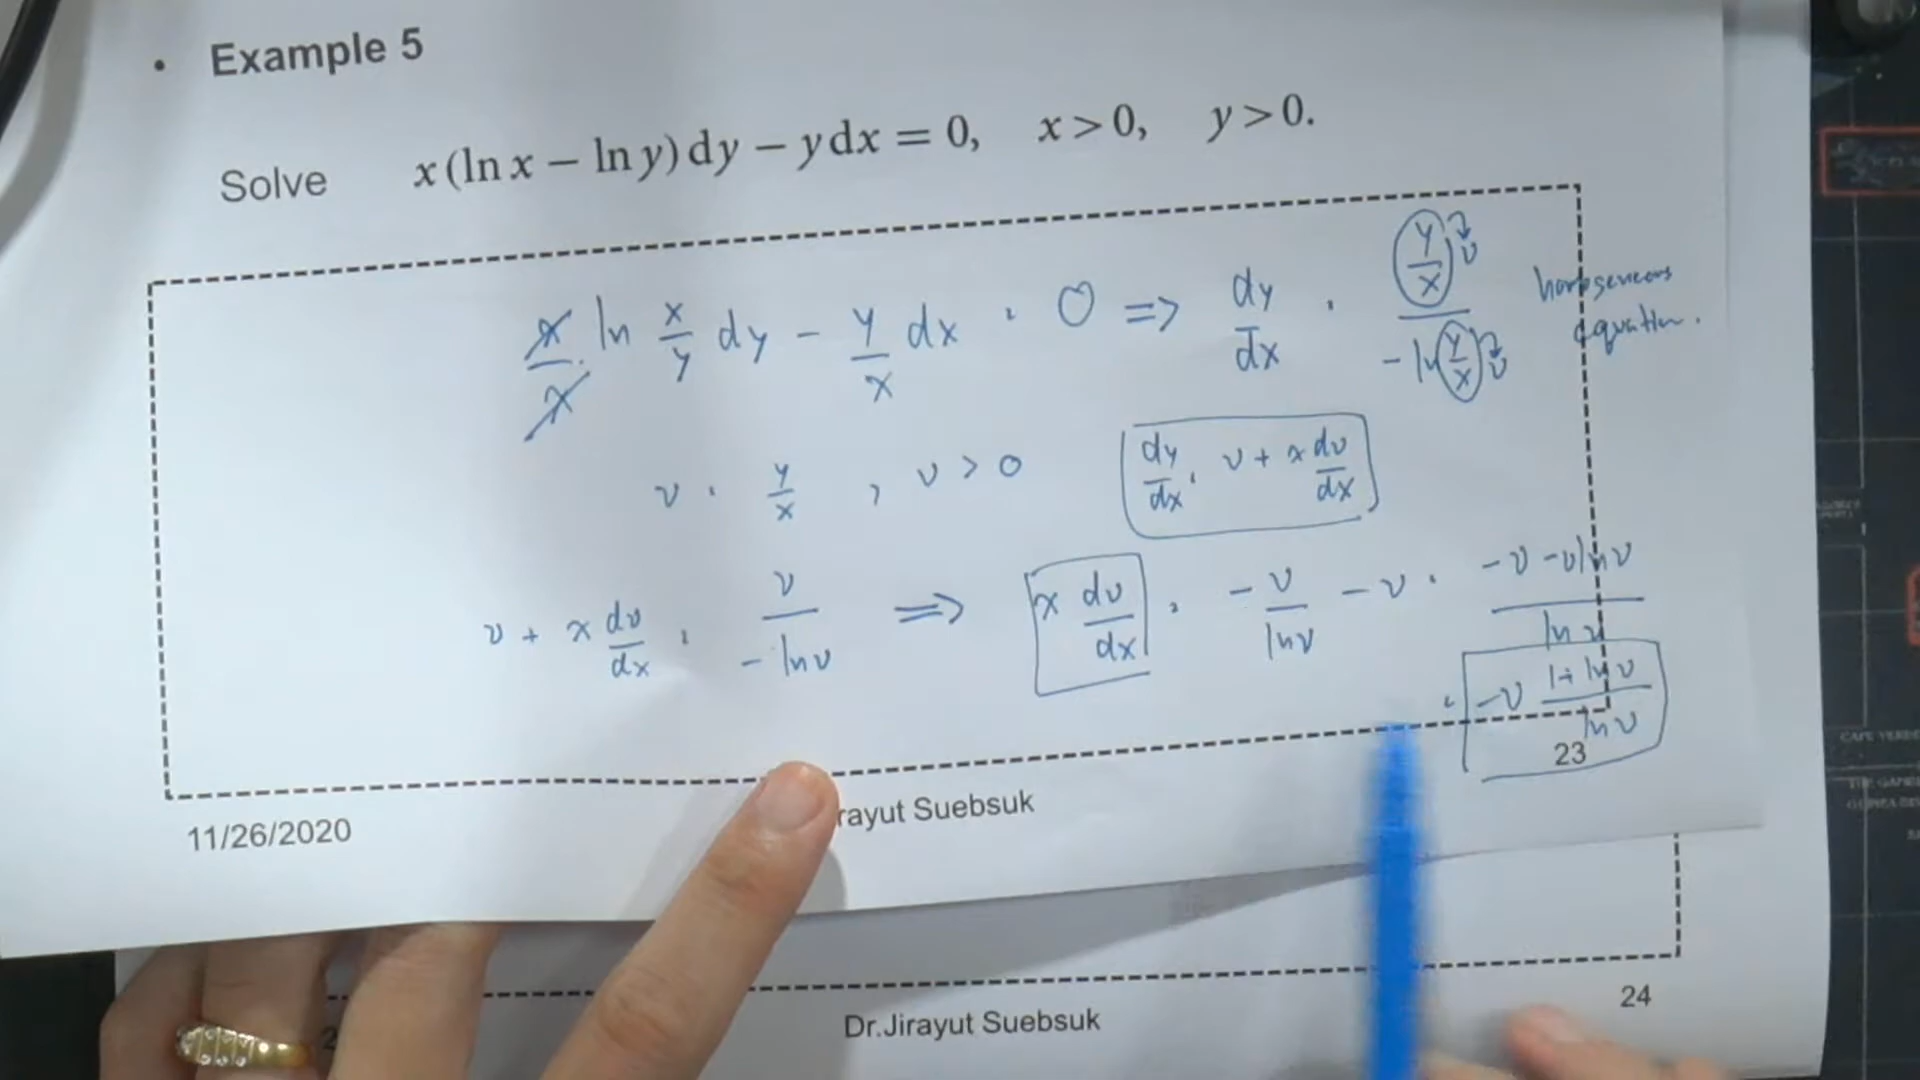 • Example 5
Solve x (ln x − ln y) dy − y dx = 0, x > 0, y > 0.
x/x · ln x/y dy − y/x dx = 0 ⇒ dy/dx = (y/x)/(−ln(y/x)) homogeneous equation.
v = y/x , v > 0 dy/dx = v + x dv/dx
v + x dv/dx = v/(−ln v) ⇒ x dv/dx = −v/ln v − v = (−v − v ln v)/ln v
= −v (1 + ln v)/ln v
23
11/26/2020 rayut Suebsuk
24
Dr.Jirayut Suebsuk